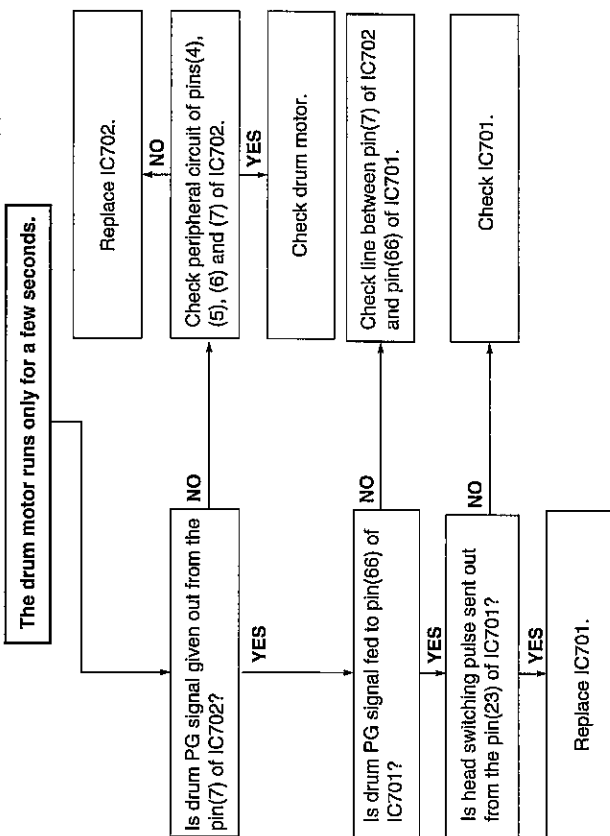 The drum motor runs only for a few seconds.
Is drum PG signal given out from the
pin(7) of IC702?
NO
Replace IC702.
NO
Check peripheral circuit of pins(4),
(5), (6) and (7) of IC702.
YES
Check drum motor.
YES
Is drum PG signal fed to pin(66) of
IC701?
NO
Check line between pin(7) of IC702
and pin(66) of IC701.
YES
Is head switching pulse sent out
from the pin(23) of IC701?
NO
Check IC701.
YES
Replace IC701.